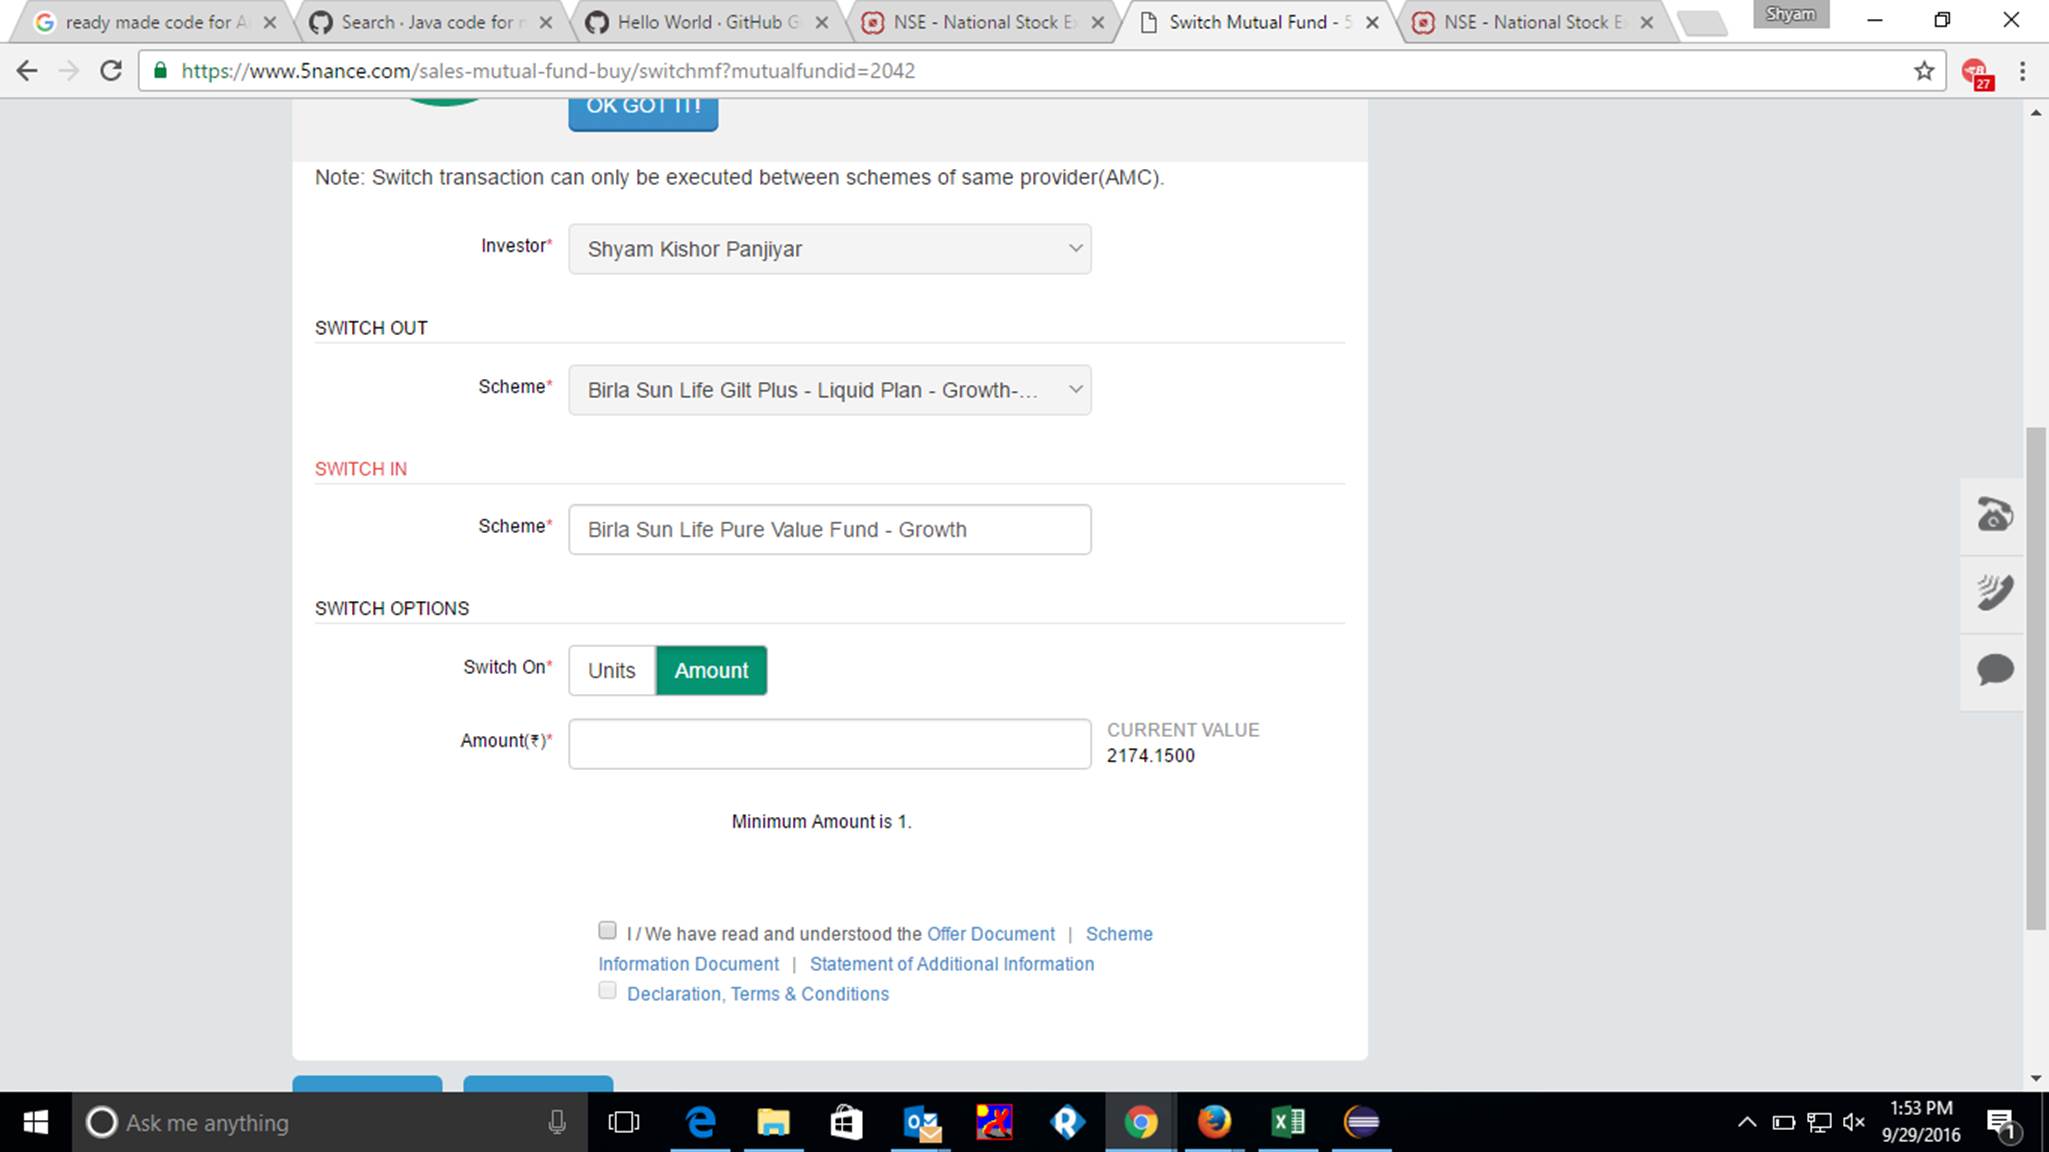 ready made code for A
Search · Java code for n
Hello World · GitHub G
NSE - National Stock E
Switch Mutual Fund - 5
NSE - National Stock E
Shyam
https://www.5nance.com/sales-mutual-fund-buy/switchmf?mutualfundid=2042
27
OK GOT IT!
Note: Switch transaction can only be executed between schemes of same provider(AMC).
Investor* Shyam Kishor Panjiyar
SWITCH OUT
Scheme* Birla Sun Life Gilt Plus - Liquid Plan - Growth-...
SWITCH IN
Scheme* Birla Sun Life Pure Value Fund - Growth
SWITCH OPTIONS
Switch On* Units Amount
Amount(₹)* CURRENT VALUE
2174.1500
Minimum Amount is 1.
I / We have read and understood the Offer Document | Scheme
Information Document | Statement of Additional Information
Declaration, Terms & Conditions
Ask me anything
1:53 PM
9/29/2016
1